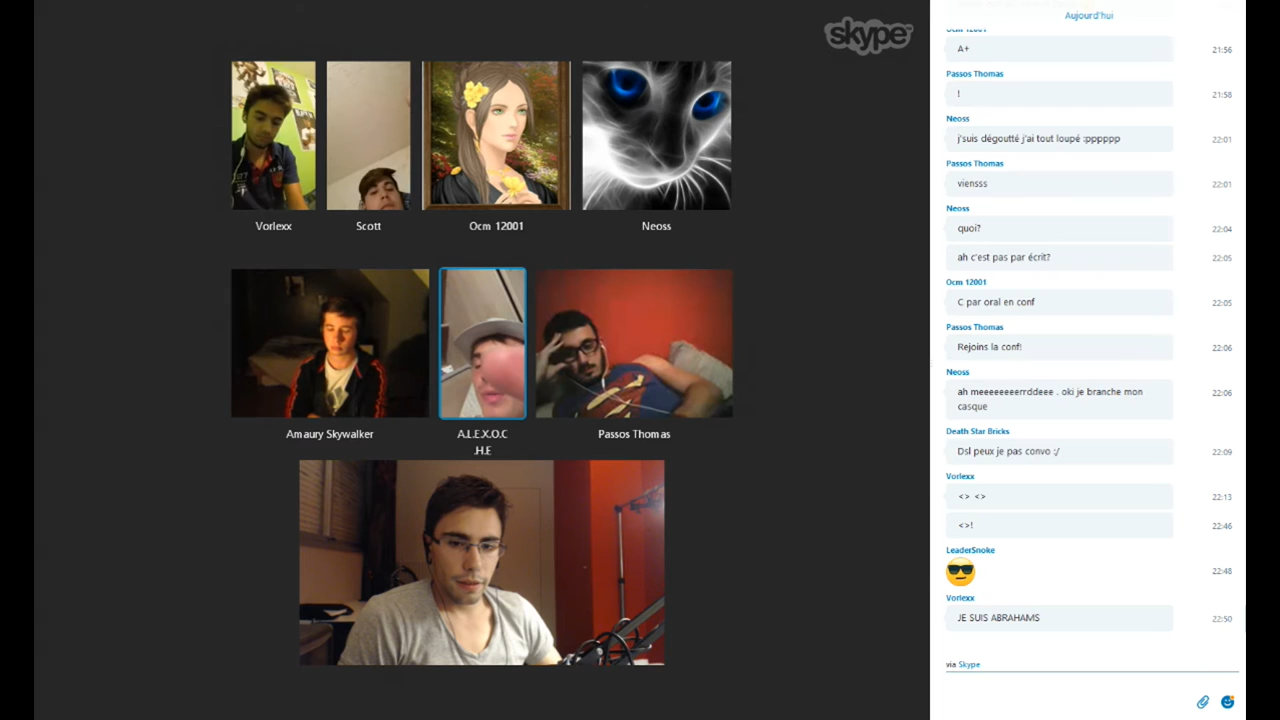 skype
Vorlexx
Scott
Ocm 12001
Neoss
Amaury Skywalker
A.L.E.X.O.C
.H.E
Passos Thomas
Aujourd'hui
Ocm 12001
A+
21:56
Passos Thomas
!
21:58
Neoss
j'suis dégoutté j'ai tout loupé :pppppp
22:01
Passos Thomas
viensss
22:01
Neoss
quoi?
22:04
ah c'est pas par écrit?
22:05
Ocm 12001
C par oral en conf
22:05
Passos Thomas
Rejoins la conf!
22:06
Neoss
ah meeeeeeeerrddeee . oki je branche mon
casque
22:06
Death Star Bricks
Dsl peux je pas convo :/
22:09
Vorlexx
<> <>
22:13
<>!
22:46
LeaderSnoke
22:48
Vorlexx
JE SUIS ABRAHAMS
22:50
via Skype